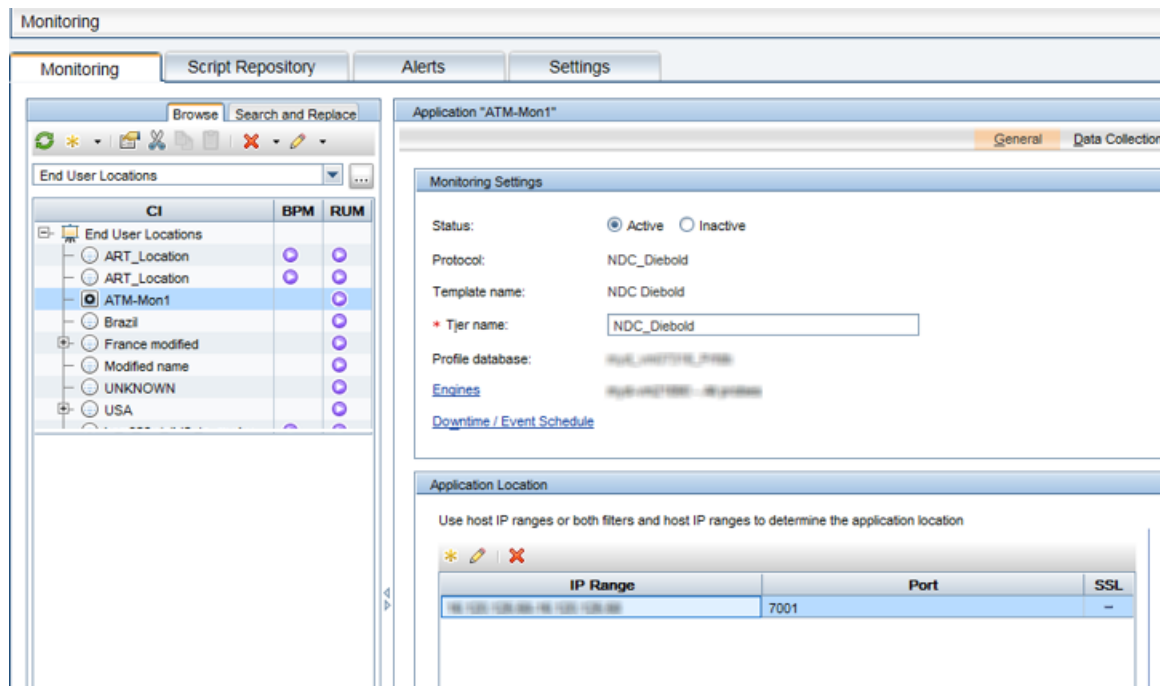 Monitoring
Monitoring Script Repository Alerts Settings
Browse Search and Replace
Application "ATM-Mon1"
General Data Collection
End User Locations ...
Monitoring Settings
CI BPM RUM
Status: Active Inactive
End User Locations
ART_Location
Protocol: NDC_Diebold
ART_Location
Template name: NDC Diebold
ATM-Mon1
Brazil
* Tier name: NDC_Diebold
France modified
Profile database:
Modified name
UNKNOWN
Engines
USA
Downtime / Event Schedule
Application Location
Use host IP ranges or both filters and host IP ranges to determine the application location
IP Range Port SSL
7001 –